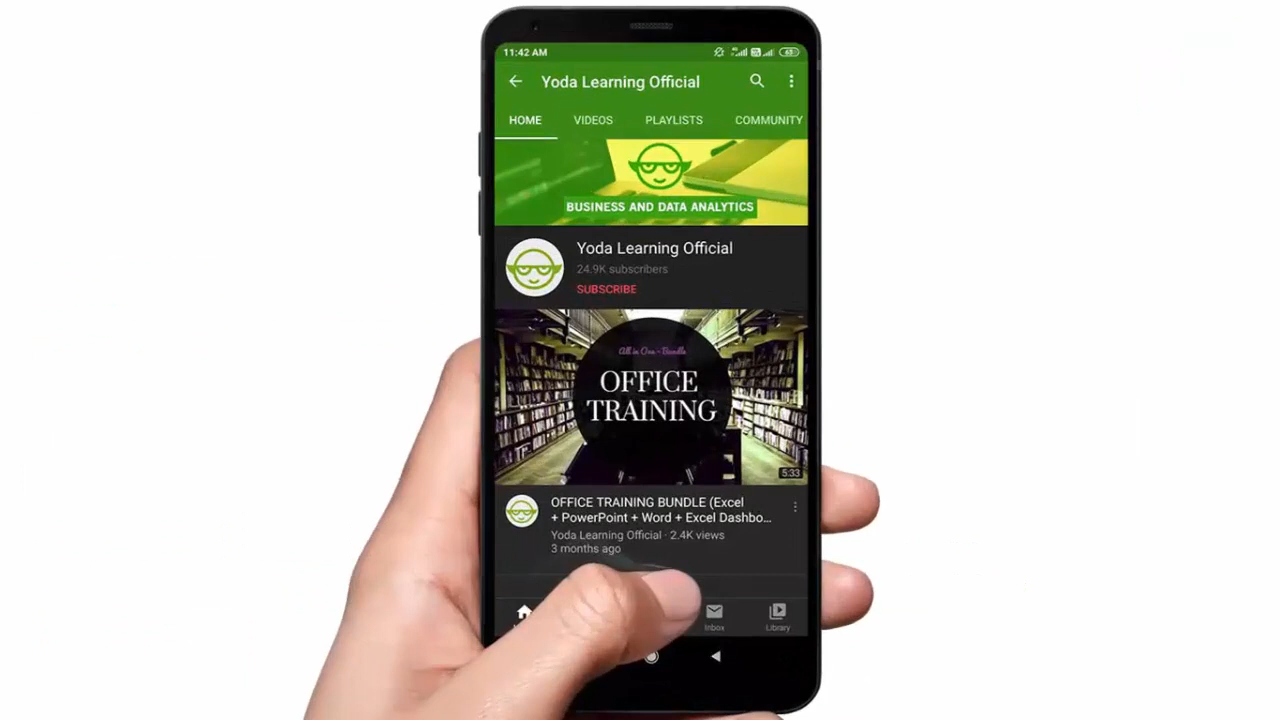 11:42 AM
63
Yoda Learning Official
HOME VIDEOS PLAYLISTS COMMUNITY
BUSINESS AND DATA ANALYTICS
Yoda Learning Official
24.9K subscribers
SUBSCRIBE
All in One - Bundle
OFFICE
TRAINING
5:33
OFFICE TRAINING BUNDLE (Excel
+ PowerPoint + Word + Excel Dashbo...
Yoda Learning Official · 2.4K views
3 months ago
Inbox Library